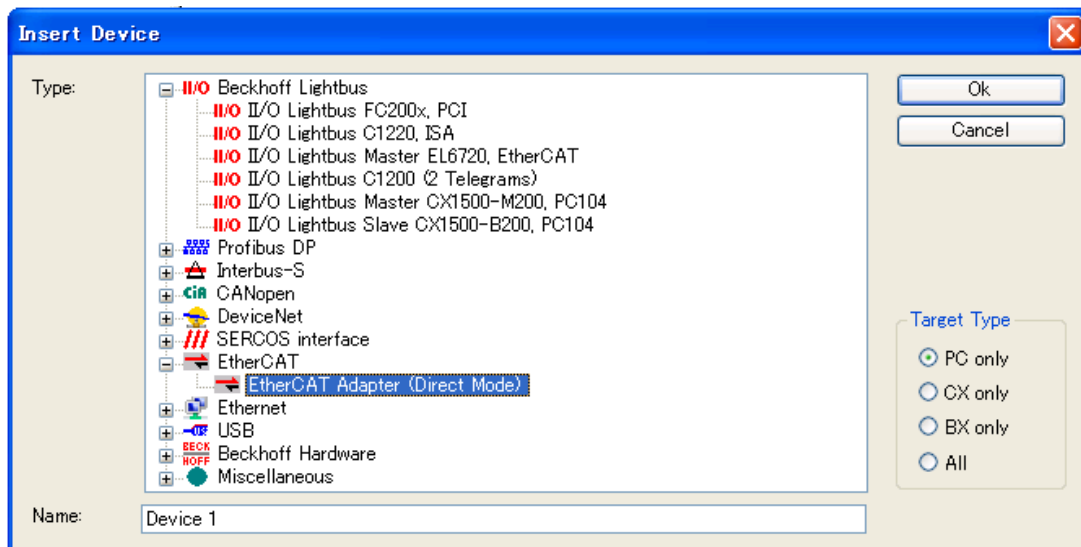 Insert Device
Type:
II/O Beckhoff Lightbus
II/O II/O Lightbus FC200x, PCI
II/O II/O Lightbus C1220, ISA
II/O II/O Lightbus Master EL6720, EtherCAT
II/O II/O Lightbus C1200 (2 Telegrams)
II/O II/O Lightbus Master CX1500-M200, PC104
II/O II/O Lightbus Slave CX1500-B200, PC104
Profibus DP
Interbus-S
CiA CANopen
DeviceNet
SERCOS interface
EtherCAT
EtherCAT Adapter (Direct Mode)
Ethernet
USB
BECK
HOFF
Beckhoff Hardware
Miscellaneous
Ok
Cancel
Target Type
PC only
CX only
BX only
All
Name:
Device 1